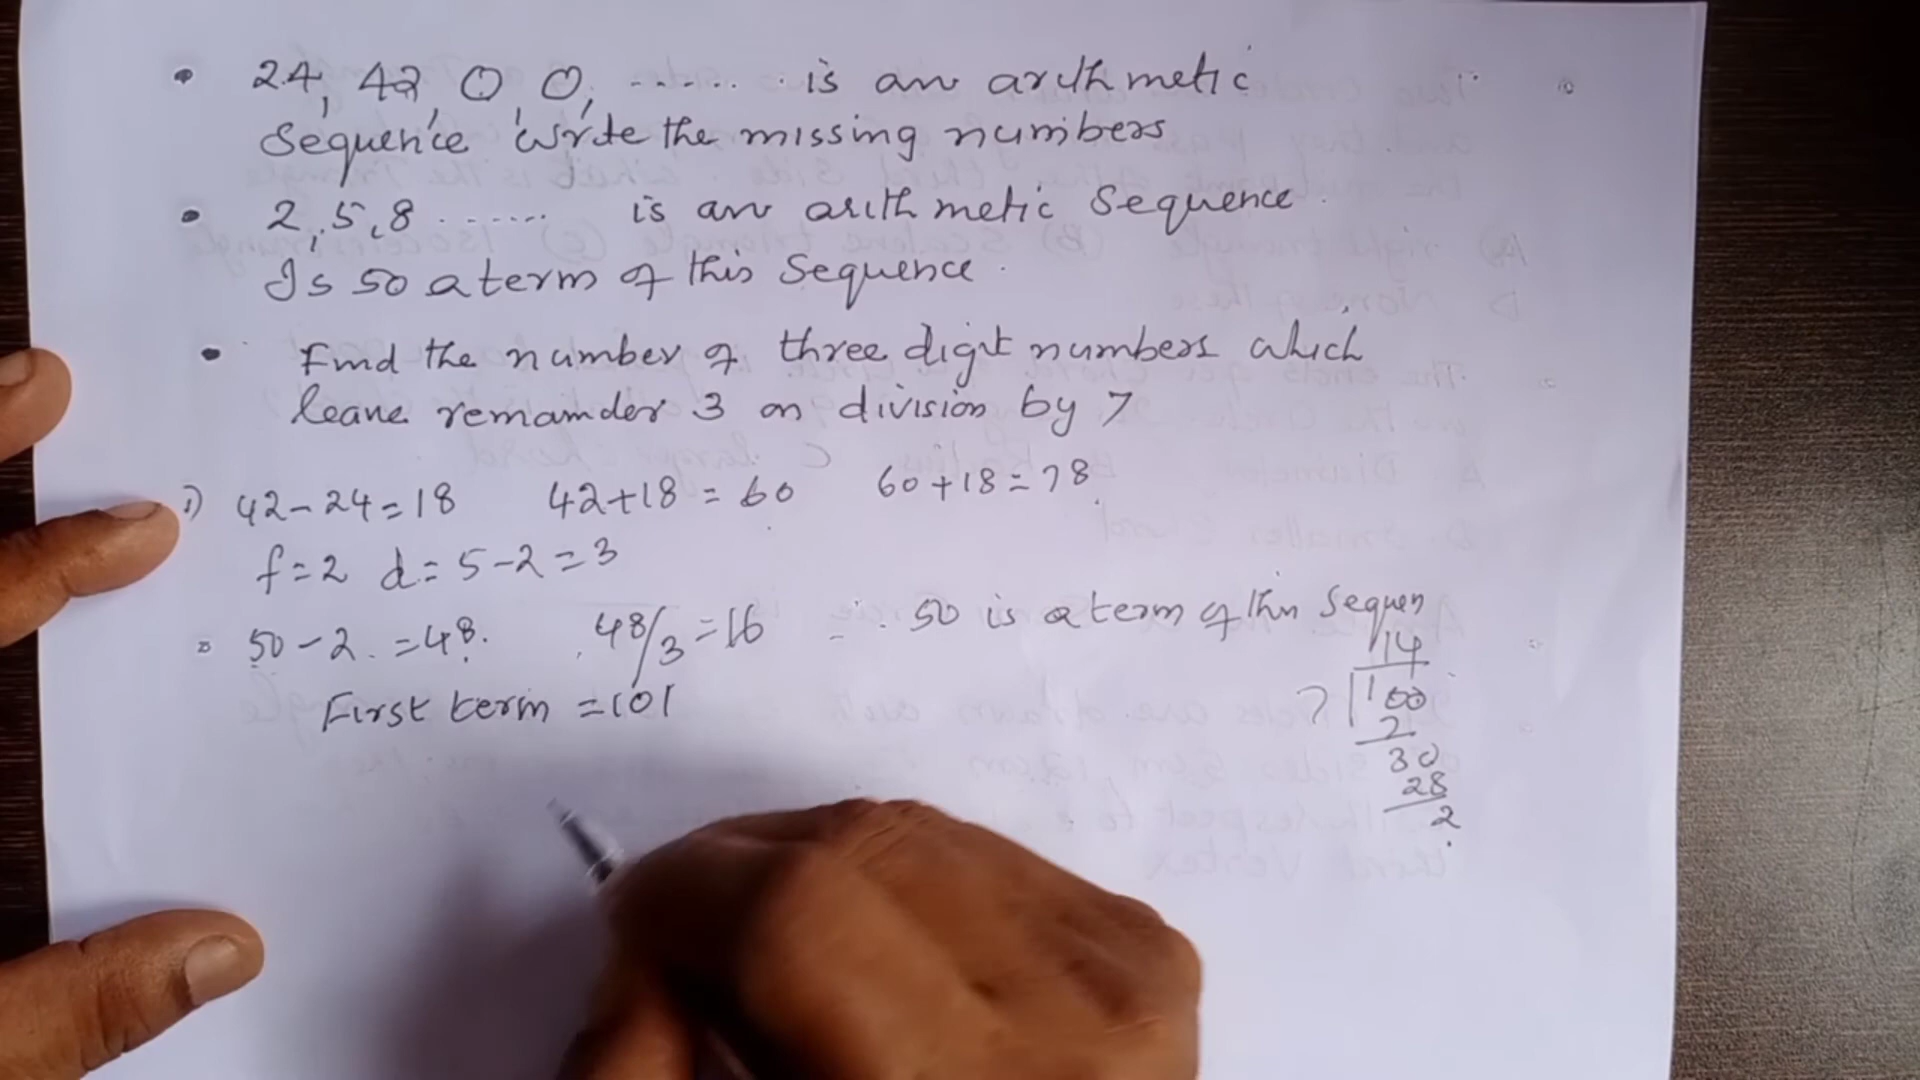 • 24, 42, O, O, ...... is an arithmetic
Sequence Write the missing numbers
• 2, 5, 8 ...... is an arithmetic Sequence.
Is 50 a term of this Sequence.
• Find the number of three digit numbers which
leave remainder 3 on division by 7
1) 42-24=18 42+18=60 60+18=78
f=2 d=5-2=3
50-2=48. 48/3=16 50 is a term of this Sequen
First term =101
14
7 100
7
30
28
2